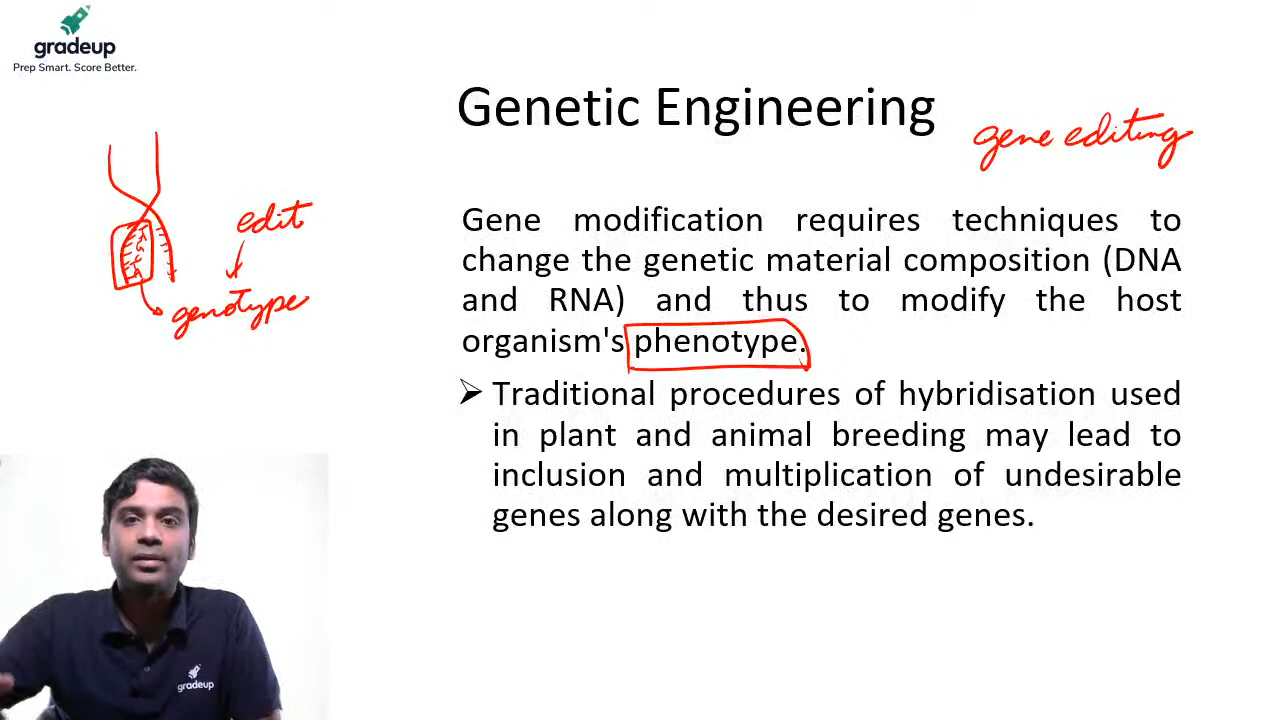 gradeup
Prep Smart. Score Better.
Genetic Engineering
gene editing
edit
genotype
Gene modification requires techniques to
change the genetic material composition (DNA
and RNA) and thus to modify the host
organism's phenotype.
➢ Traditional procedures of hybridisation used
in plant and animal breeding may lead to
inclusion and multiplication of undesirable
genes along with the desired genes.
gradeup